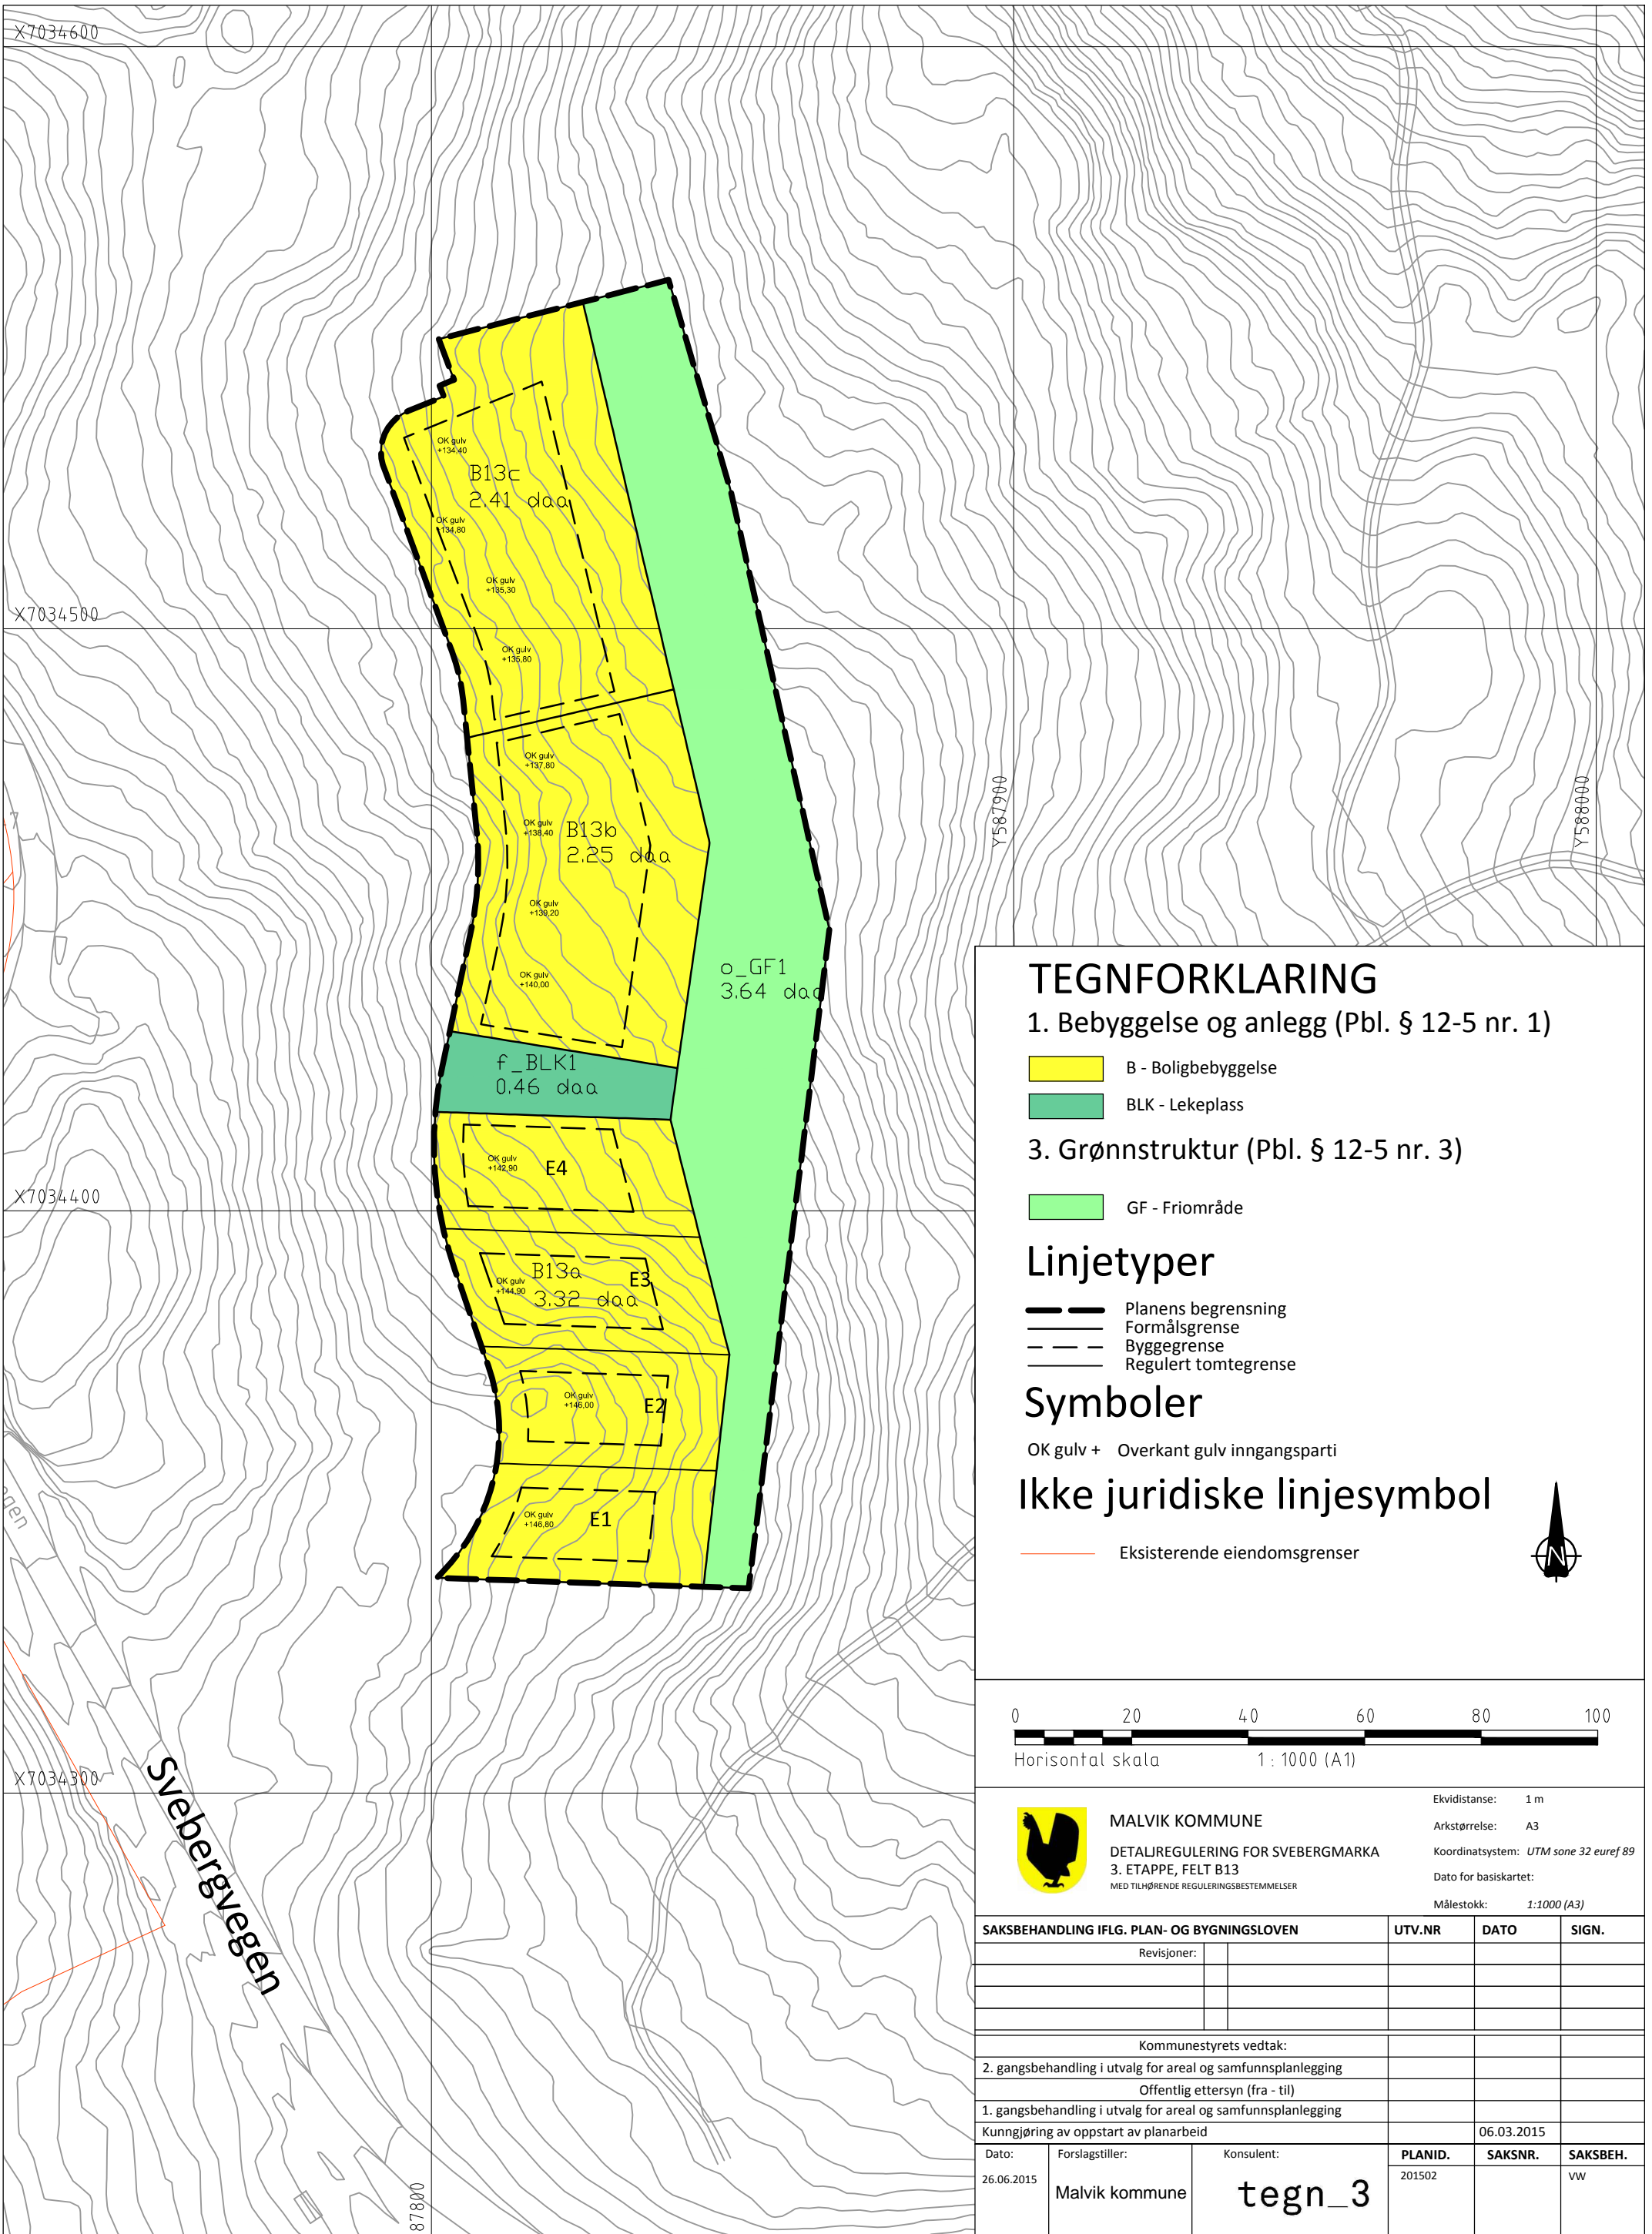 X7034600
OK gulv
+134,40
B13c
2.41 daa
OK gulv
+134,80
OK gulv
+135,30
X7034500
OK gulv
+135,80
OK gulv
+137,80
Y587900
Y588000
7
OK gulv
+138,40
B13b
2.25 daa
OK gulv
+139,20
o_GF1
3.64 daa
OK gulv
+140,00
f_BLK1
0.46 daa
OK gulv
+142,90
E4
X7034400
B13a
3.32 daa
E3
OK gulv
+144,90
OK gulv
+146,00
E2
OK gulv
+146,80
E1
egen
X7034300
Svebergvegen
87800
TEGNFORKLARING
1. Bebyggelse og anlegg (Pbl. § 12-5 nr. 1)
B - Boligbebyggelse
BLK - Lekeplass
3. Grønnstruktur (Pbl. § 12-5 nr. 3)
GF - Friområde
Linjetyper
Planens begrensning
Formålsgrense
Byggegrense
Regulert tomtegrense
Symboler
OK gulv + Overkant gulv inngangsparti
Ikke juridiske linjesymbol
Eksisterende eiendomsgrenser
N
0 20 40 60 80 100
Horisontal skala 1 : 1000 (A1)
MALVIK KOMMUNE
DETALJREGULERING FOR SVEBERGMARKA
3. ETAPPE, FELT B13
MED TILHØRENDE REGULERINGSBESTEMMELSER
Ekvidistanse: 1 m
Arkstørrelse: A3
Koordinatsystem: UTM sone 32 euref 89
Dato for basiskartet:
Målestokk: 1:1000 (A3)
SAKSBEHANDLING IFLG. PLAN- OG BYGNINGSLOVEN UTV.NR DATO SIGN.
Revisjoner:
Kommunestyrets vedtak:
2. gangsbehandling i utvalg for areal og samfunnsplanlegging
Offentlig ettersyn (fra - til)
1. gangsbehandling i utvalg for areal og samfunnsplanlegging
Kunngjøring av oppstart av planarbeid 06.03.2015
Dato: Forslagstiller: Konsulent: PLANID. SAKSNR. SAKSBEH.
26.06.2015 Malvik kommune tegn_3 201502 VW